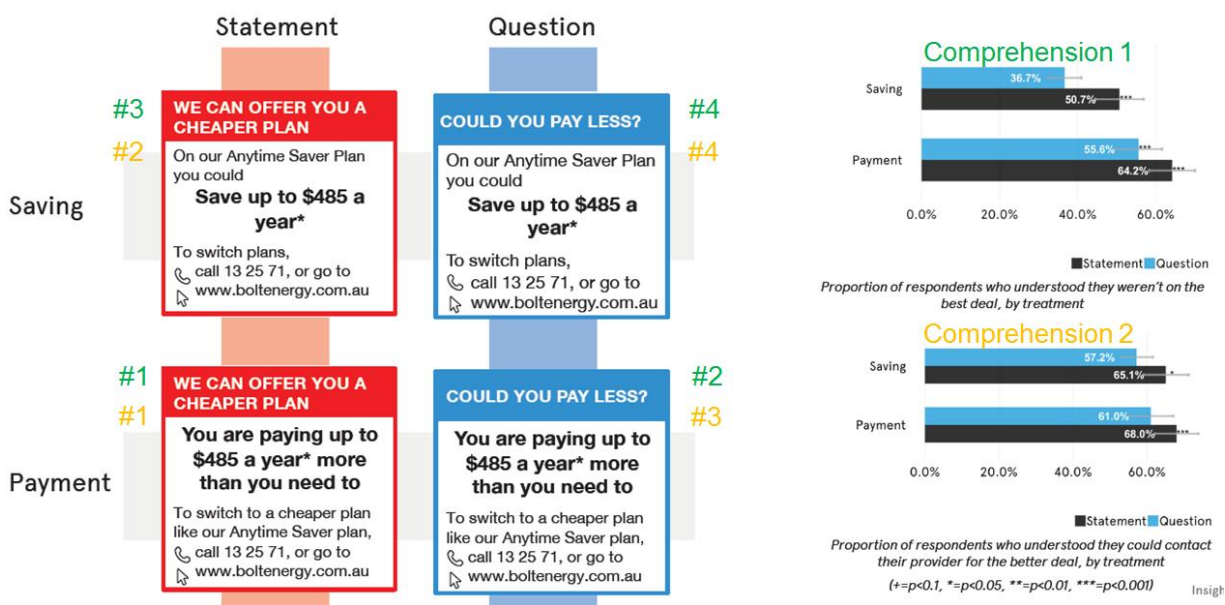 Statement
Question
Saving
Payment
#3
#2
WE CAN OFFER YOU A
CHEAPER PLAN
On our Anytime Saver Plan
you could
Save up to $485 a
year*
To switch plans,
call 13 25 71, or go to
www.boltenergy.com.au
#4
#4
COULD YOU PAY LESS?
On our Anytime Saver Plan
you could
Save up to $485 a
year*
To switch plans,
call 13 25 71, or go to
www.boltenergy.com.au
#1
#1
WE CAN OFFER YOU A
CHEAPER PLAN
You are paying up to
$485 a year* more
than you need to
To switch to a cheaper plan
like our Anytime Saver plan,
call 13 25 71, or go to
www.boltenergy.com.au
#2
#3
COULD YOU PAY LESS?
You are paying up to
$485 a year* more
than you need to
To switch to a cheaper plan
like our Anytime Saver plan,
call 13 25 71, or go to
www.boltenergy.com.au
Comprehension 1
Saving
36.7%
50.7%
***
Payment
55.6%
***
64.2%
***
0.0% 20.0% 40.0% 60.0%
Statement Question
Proportion of respondents who understood they weren't on the
best deal, by treatment
Comprehension 2
Saving
57.2%
65.1%
*
Payment
61.0%
68.0%
***
0.0% 20.0% 40.0% 60.0%
Statement Question
Proportion of respondents who understood they could contact
their provider for the better deal, by treatment
(+=p<0.1, *=p<0.05, **=p<0.01, ***=p<0.001)
Insigh